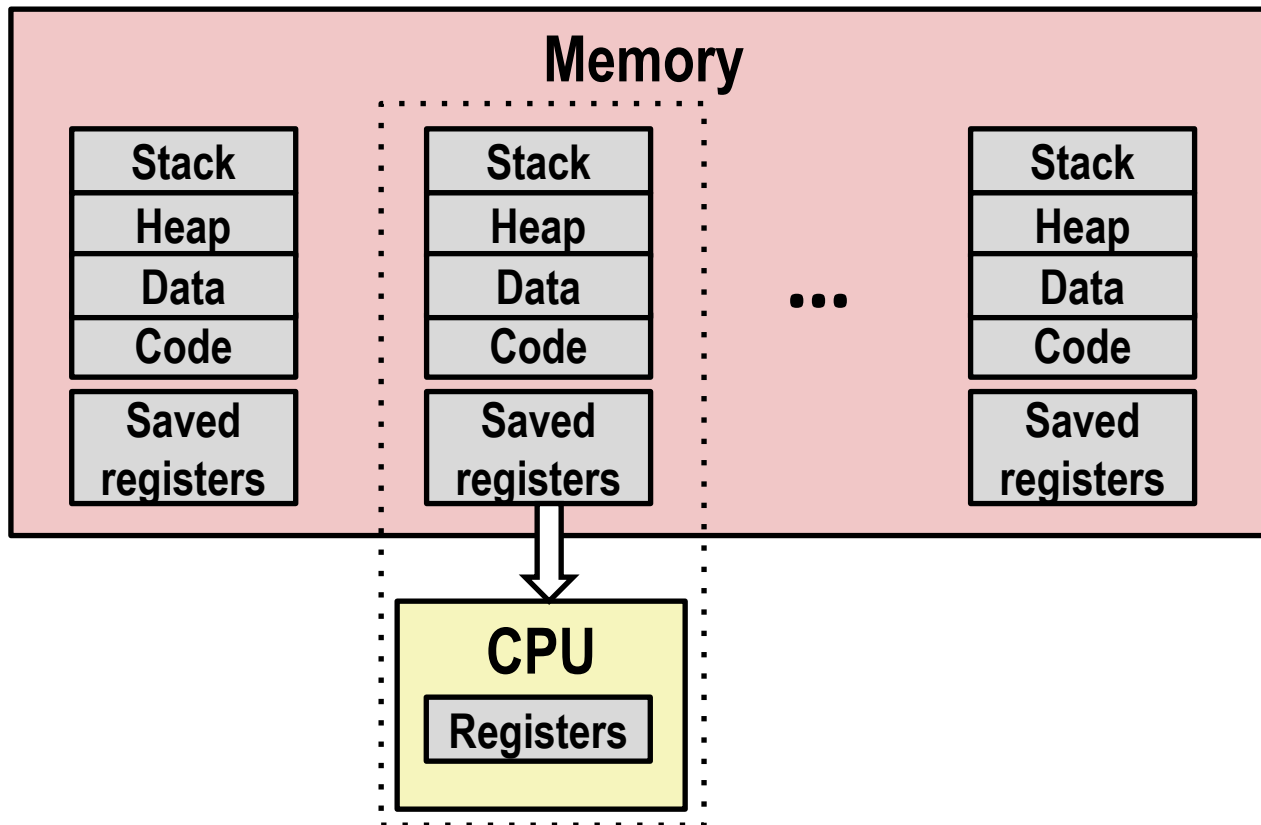 Memory
Stack
Heap
Data
Code
Saved
registers
Stack
Heap
Data
Code
Saved
registers
...
Stack
Heap
Data
Code
Saved
registers
CPU
Registers